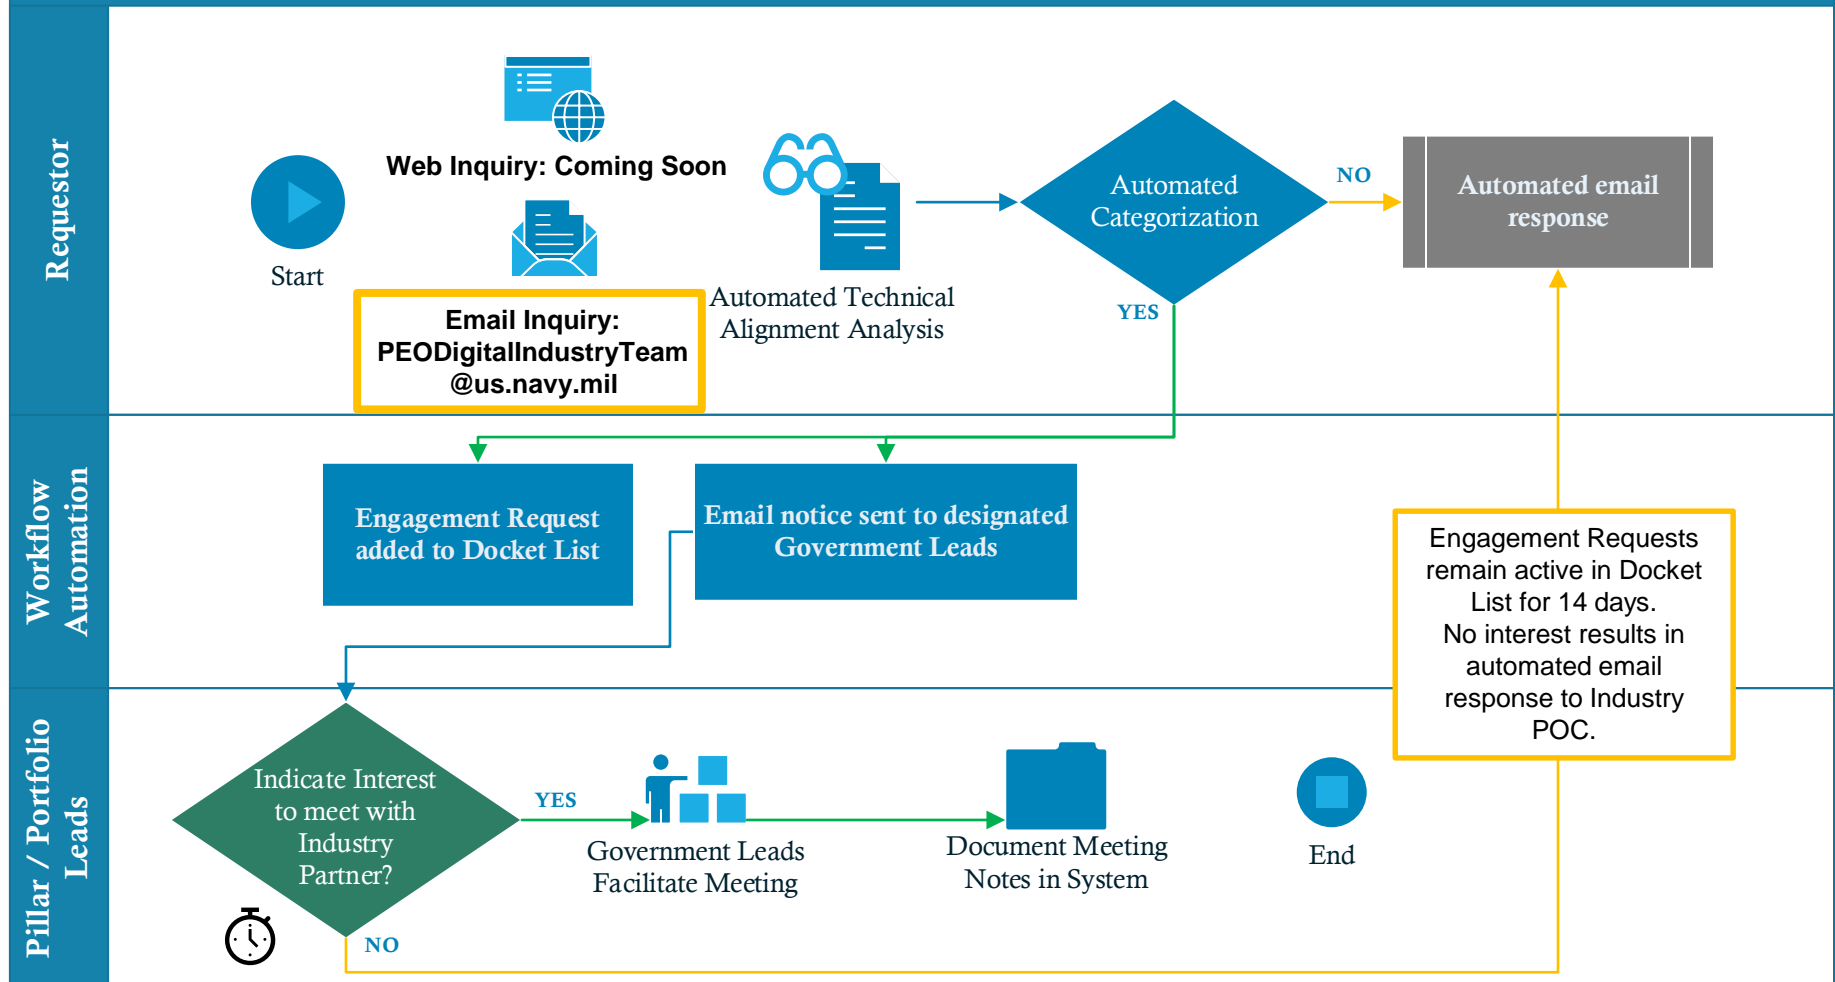 Requestor
Start
Web Inquiry: Coming Soon
Email Inquiry:
PEODigitalIndustryTeam
@us.navy.mil
Automated Technical
Alignment Analysis
Automated
Categorization
NO
YES
Automated email
response
Workflow
Automation
Engagement Request
added to Docket List
Email notice sent to designated
Government Leads
Engagement Requests
remain active in Docket
List for 14 days.
No interest results in
automated email
response to Industry
POC.
Pillar / Portfolio
Leads
Indicate Interest
to meet with
Industry
Partner?
YES
NO
Government Leads
Facilitate Meeting
Document Meeting
Notes in System
End